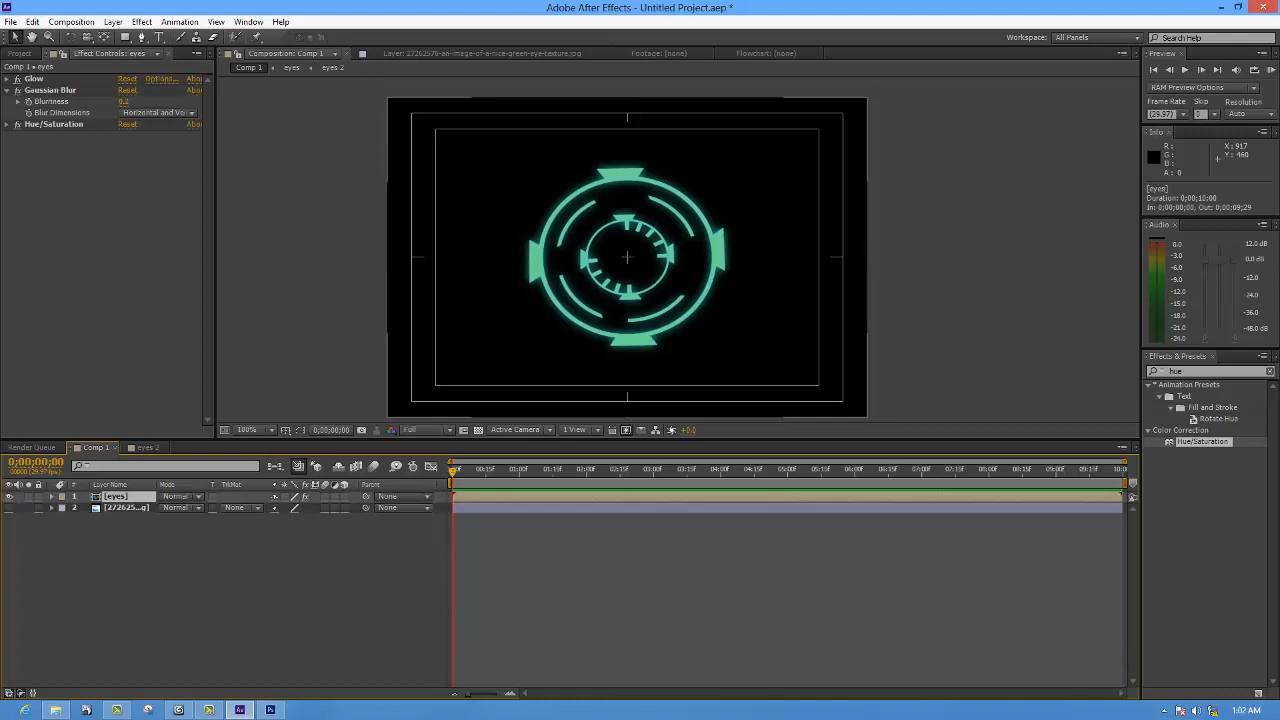 Adobe After Effects - Untitled Project.aep *
File Edit Composition Layer Effect Animation View Window Help
Workspace: All Panels
Search Help
Project Effect Controls: eyes
Composition: Comp 1
Layer: 27262576-an-image-of-a-nice-green-eye-texture.jpg
Footage: (none)
Flowchart: (none)
Preview
Comp 1 • eyes
Comp 1 eyes eyes 2
Glow Reset Options...
Gaussian Blur Reset
Blurriness 0.2
Blur Dimensions Horizontal and Ve
Hue/Saturation Reset
RAM Preview Options
Frame Rate Skip Resolution
(29.97) 0 Auto
Info
R :
G :
B :
A : 0
X : 917
Y : 460
[eyes]
Duration: 0;00;10;00
In: 0;00;00;00, Out: 0;00;09;29
Audio
0.0 12.0 dB
-3.0
-6.0 0.0 dB
-9.0
-12.0 -12.0
-15.0 -24.0
-18.0 -36.0
-21.0
-24.0 -48.0 dB
Effects & Presets
hue
* Animation Presets
Text
Fill and Stroke
Rotate Hue
Color Correction
Hue/Saturation
100% 0;00;00;00 Full Active Camera 1 View +0.0
Render Queue Comp 1 eyes 2
0;00;00;00
00000 (29.97 fps)
00:15f 01:00f 01:15f 02:00f 02:15f 03:00f 03:15f 04:00f 04:15f 05:00f 05:15f 06:00f 06:15f 07:00f 07:15f 08:00f 08:15f 09:00f 09:15f 10:0
# Layer Name Mode T TrkMat Parent
1 [eyes] Normal None
2 [272625...g] Normal None None
1:02 AM